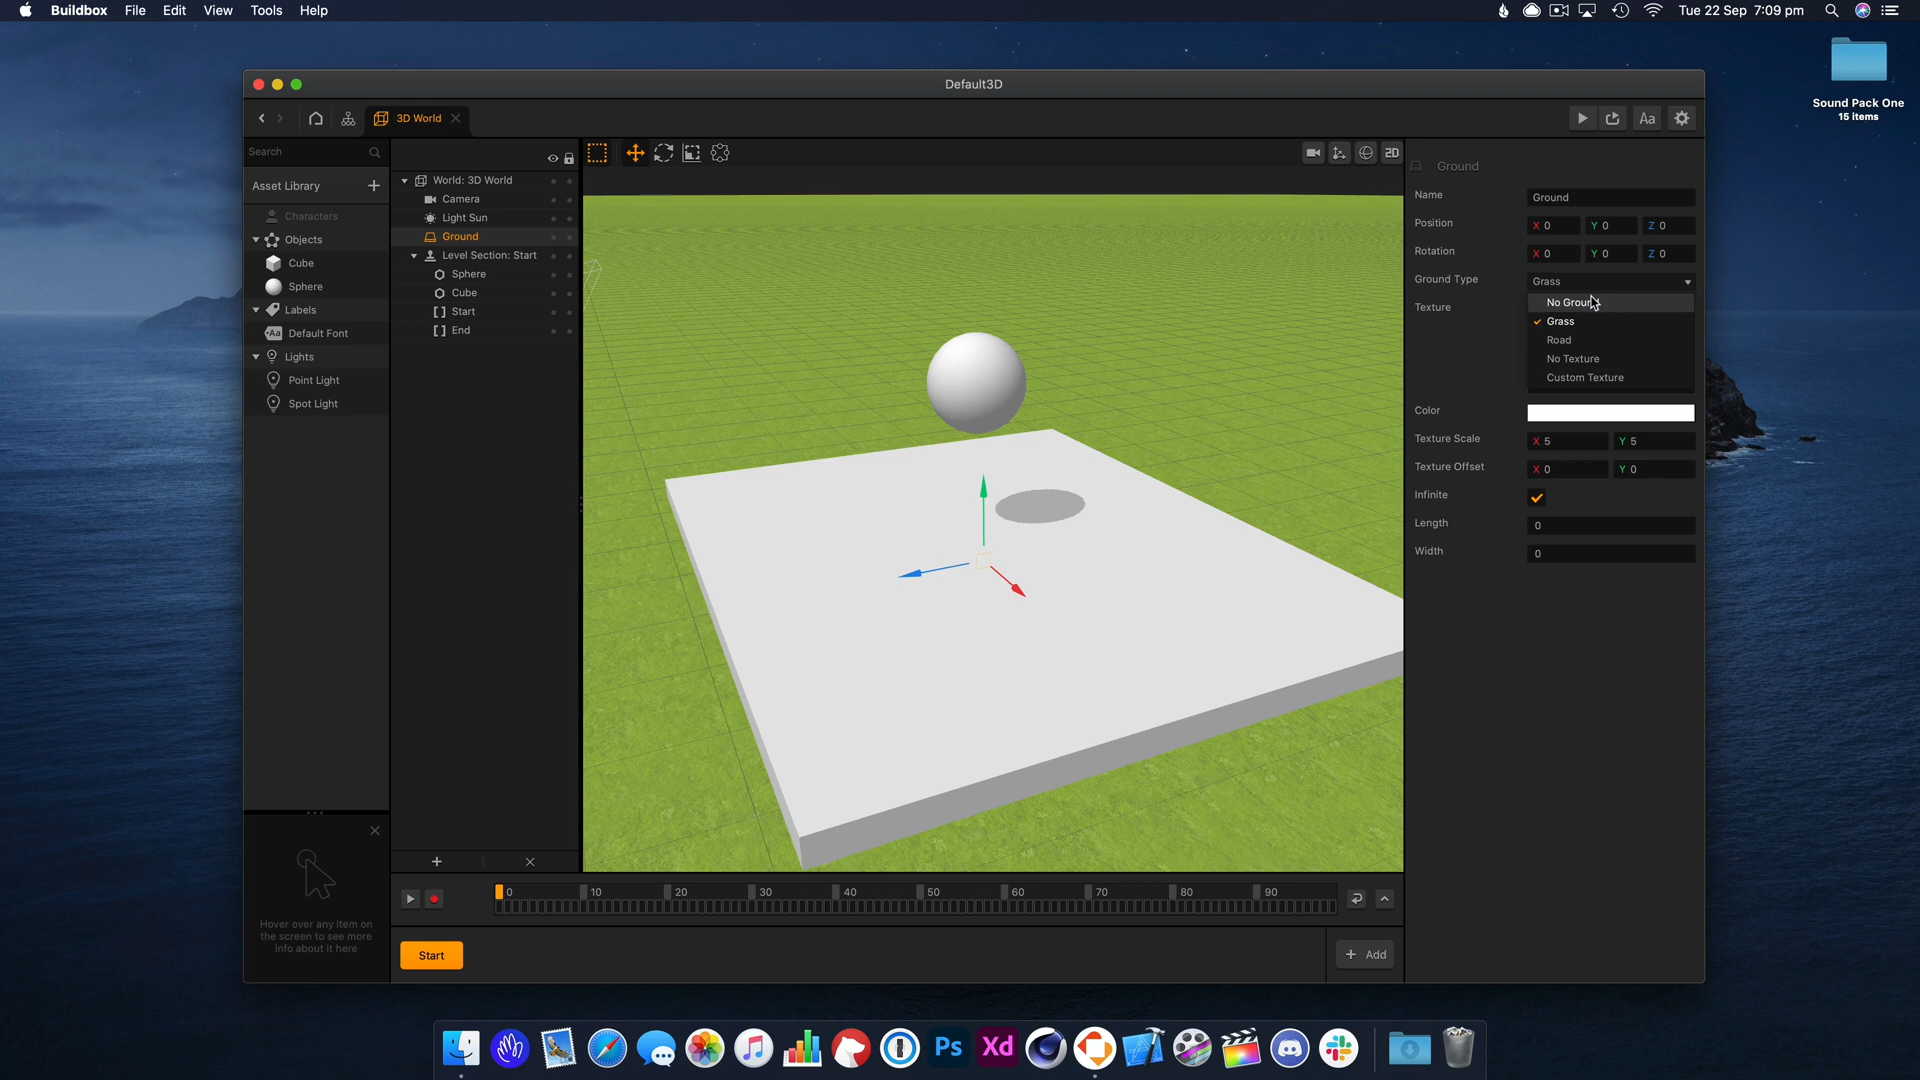 Buildbox File Edit View Tools Help
Tue 22 Sep 7:09 pm
Sound Pack One
15 items
Default3D
3D World
Aa
Search
Asset Library
Characters
Objects
Cube
Sphere
Labels
Aa Default Font
Lights
Point Light
Spot Light
Hover over any item on
the screen to see more
info about it here
World: 3D World
Camera
Light Sun
Ground
Level Section: Start
Sphere
Cube
Start
End
2D
Ground
Name Ground
Position X 0 Y 0 Z 0
Rotation X 0 Y 0 Z 0
Ground Type Grass
Texture
No Ground
Grass
Road
No Texture
Custom Texture
Color
Texture Scale X 5 Y 5
Texture Offset X 0 Y 0
Infinite
Length 0
Width 0
0 10 20 30 40 50 60 70 80 90
Start
Add
Ps Xd